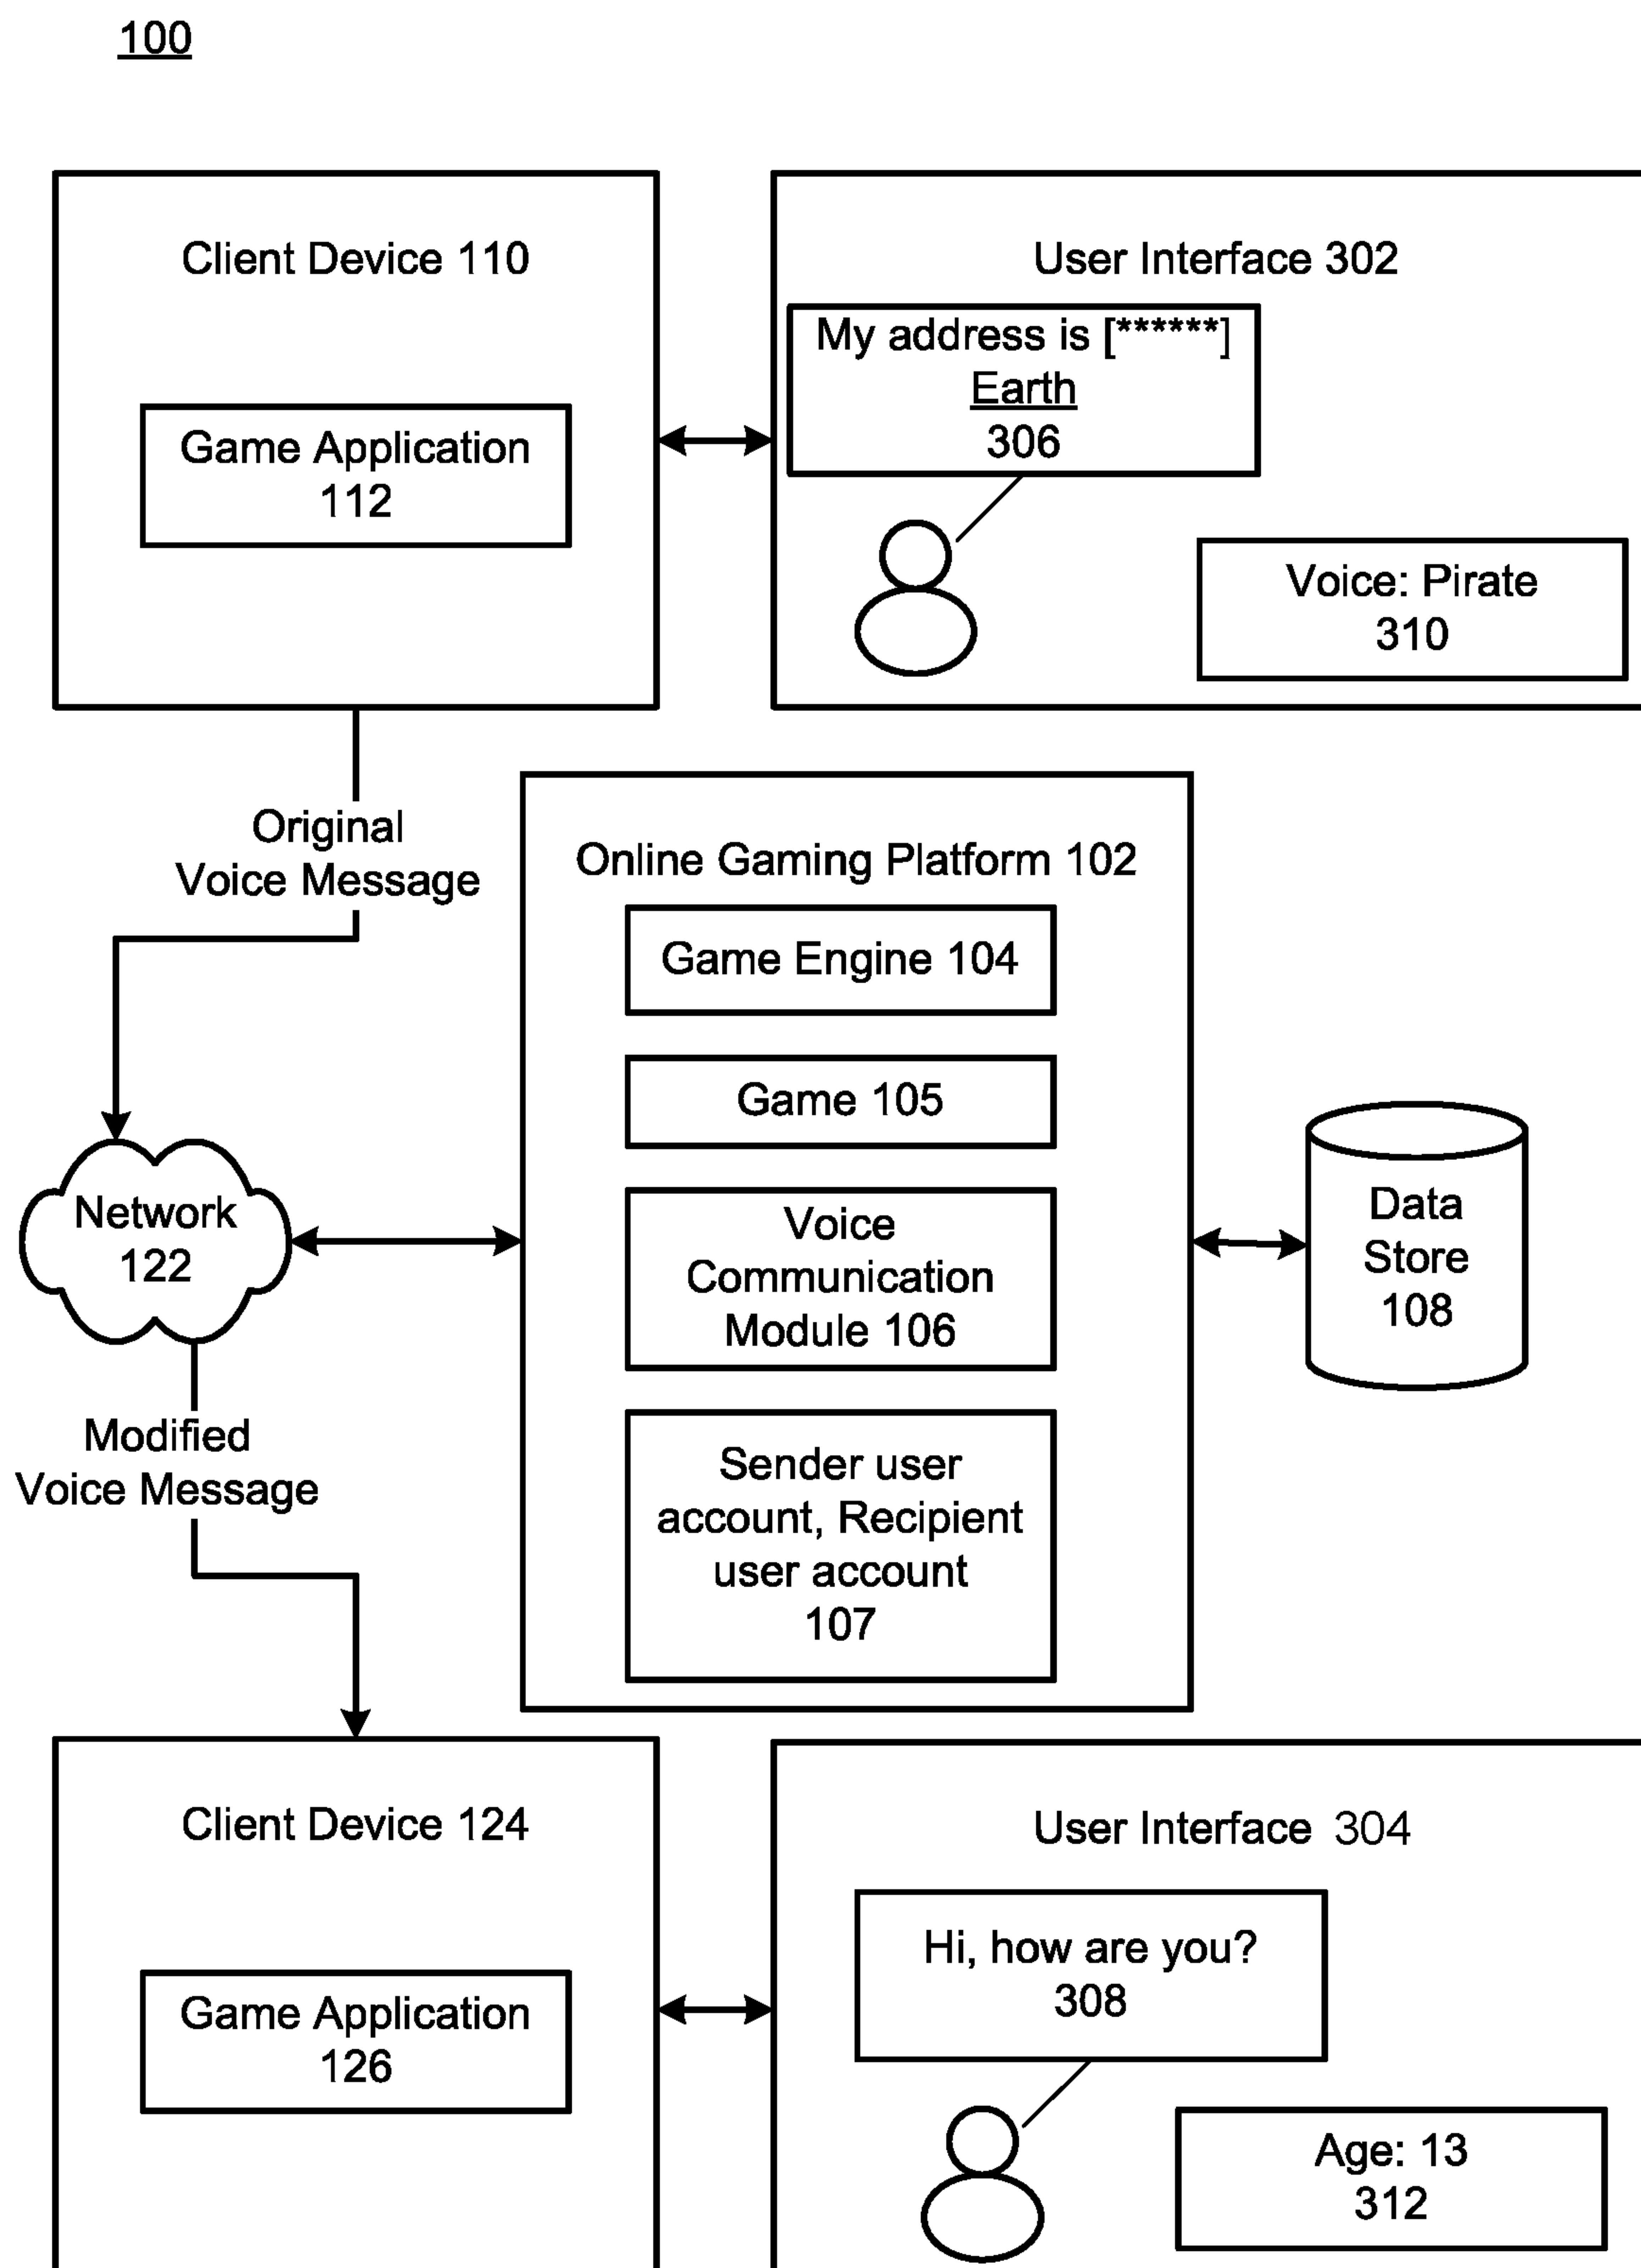 100
Client Device 110
Game Application
112
User Interface 302
My address is [******]
Earth
306
Voice: Pirate
310
Original
Voice Message
Online Gaming Platform 102
Game Engine 104
Game 105
Voice
Communication
Module 106
Sender user
account, Recipient
user account
107
Network
122
Data
Store
108
Modified
Voice Message
Client Device 124
Game Application
126
User Interface 304
Hi, how are you?
308
Age: 13
312